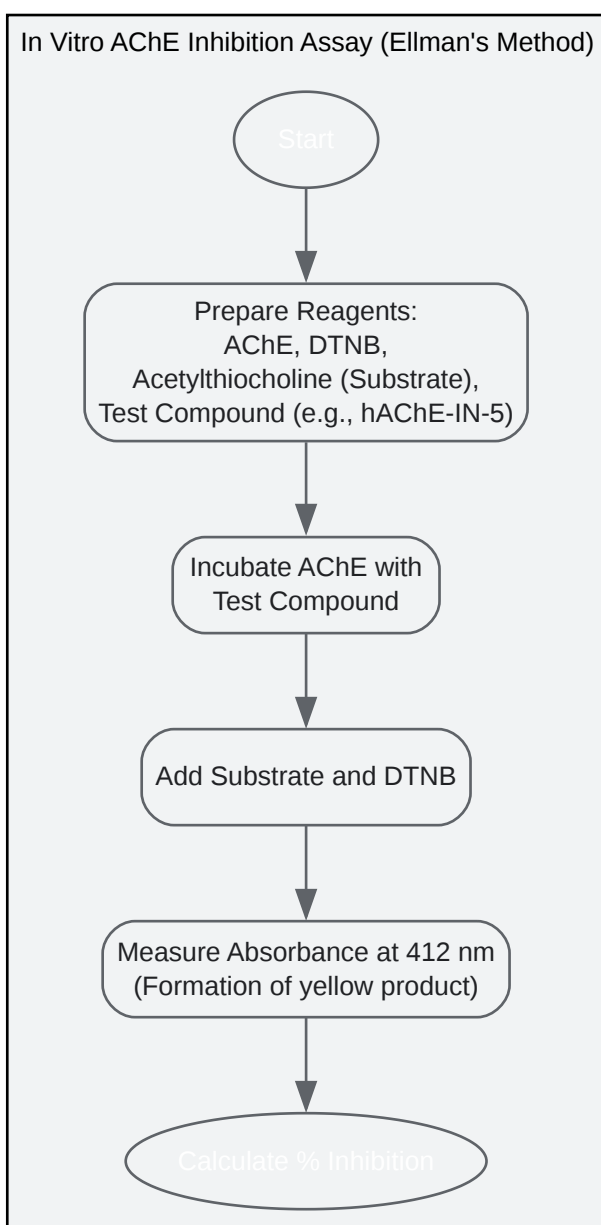 In Vitro AChE Inhibition Assay (Ellman's Method)
Start
Prepare Reagents:
AChE, DTNB,
Acetylthiocholine (Substrate),
Test Compound (e.g., hAChE-IN-5)
Incubate AChE with
Test Compound
Add Substrate and DTNB
Measure Absorbance at 412 nm
(Formation of yellow product)
Calculate % Inhibition